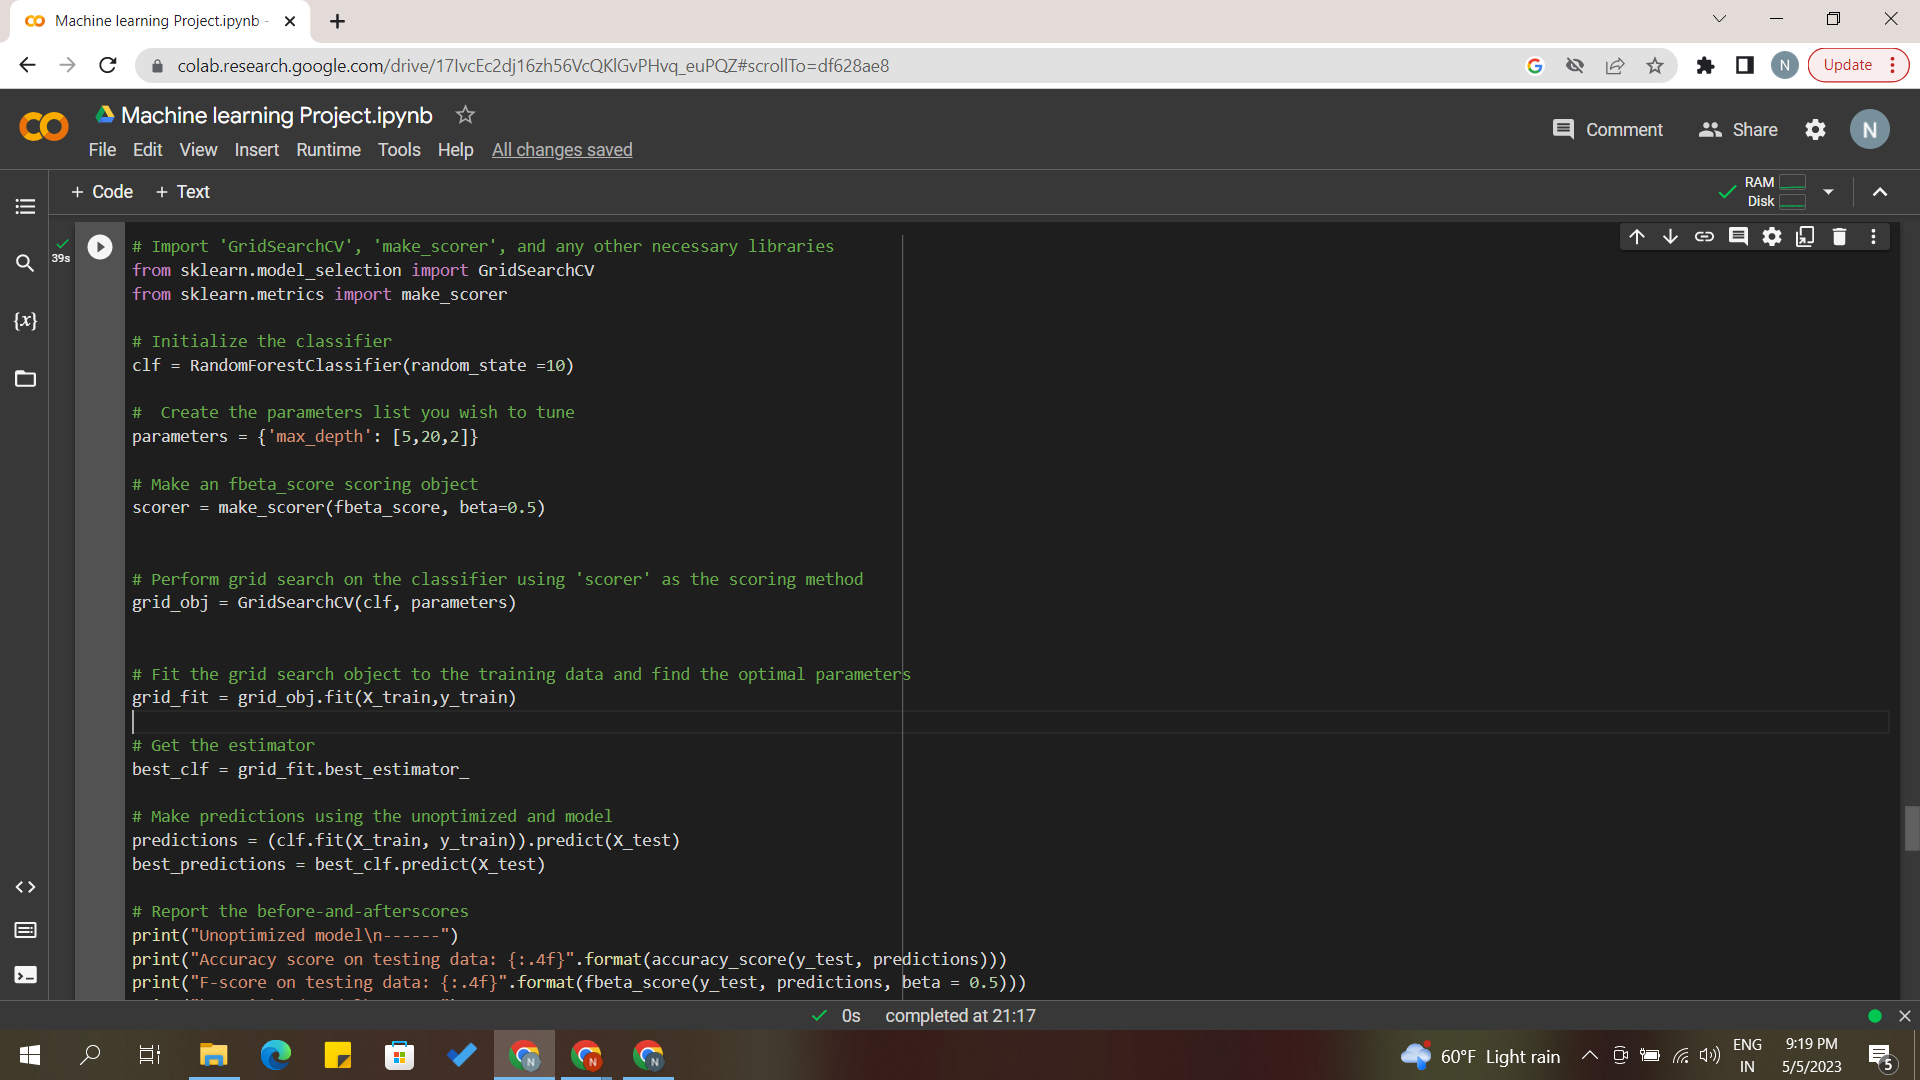 Machine learning Project.ipynb -
colab.research.google.com/drive/17IvcEc2dj16zh56VcQKlGvPHvq_euPQZ#scrollTo=df628ae8
N
Update
Machine learning Project.ipynb
Comment
Share
N
File Edit View Insert Runtime Tools Help All changes saved
+ Code + Text
RAM
Disk
{x}
39s
# Import 'GridSearchCV', 'make_scorer', and any other necessary libraries
from sklearn.model_selection import GridSearchCV
from sklearn.metrics import make_scorer
# Initialize the classifier
clf = RandomForestClassifier(random_state =10)
#  Create the parameters list you wish to tune
parameters = {'max_depth': [5,20,2]}
# Make an fbeta_score scoring object
scorer = make_scorer(fbeta_score, beta=0.5)
# Perform grid search on the classifier using 'scorer' as the scoring method
grid_obj = GridSearchCV(clf, parameters)
# Fit the grid search object to the training data and find the optimal parameters
grid_fit = grid_obj.fit(X_train,y_train)
# Get the estimator
best_clf = grid_fit.best_estimator_
# Make predictions using the unoptimized and model
predictions = (clf.fit(X_train, y_train)).predict(X_test)
best_predictions = best_clf.predict(X_test)
# Report the before-and-afterscores
print("Unoptimized model\n------")
print("Accuracy score on testing data: {:.4f}".format(accuracy_score(y_test, predictions)))
print("F-score on testing data: {:.4f}".format(fbeta_score(y_test, predictions, beta = 0.5)))
0s completed at 21:17
60°F Light rain
ENG
IN
9:19 PM
5/5/2023
5